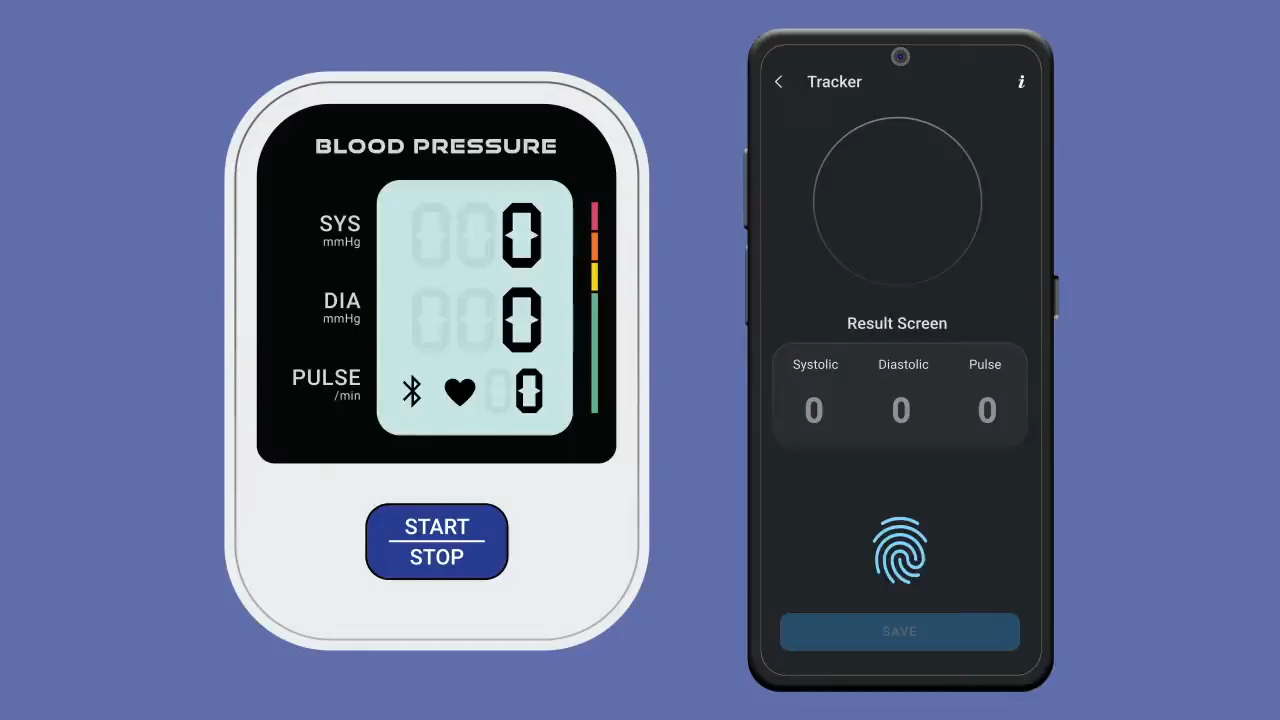 BLOOD PRESSURE
SYS
mmHg
0
DIA
mmHg
0
PULSE
/min
0
START
STOP
Tracker
i
Result Screen
Systolic Diastolic Pulse
0 0 0
SAVE